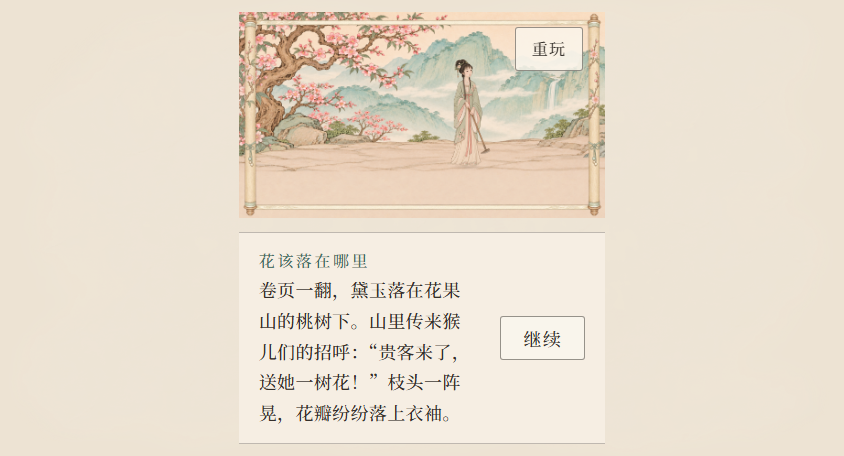 重玩
花该落在哪里
卷页一翻，黛玉落在花果
山的桃树下。山里传来猴
儿们的招呼：“贵客来了，
送她一树花！”枝头一阵
晃，花瓣纷纷落上衣袖。
继续